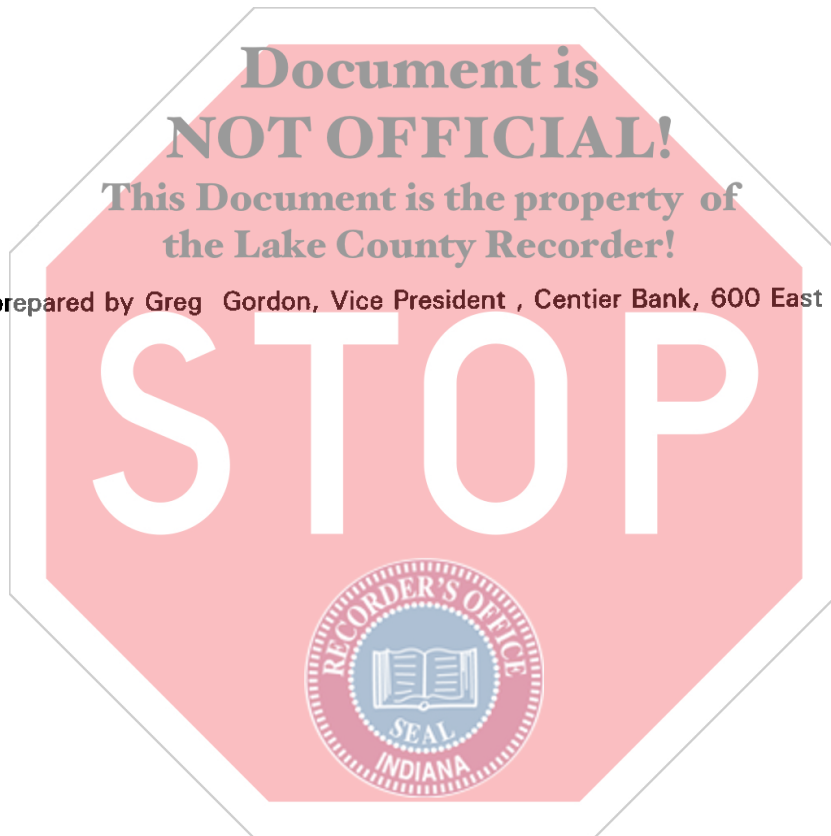 Document is
NOT OFFICIAL!
This Document is the property of
the Lake County Recorder!
prepared by Greg Gordon, Vice President , Centier Bank, 600 East
STOP
RECORDER'S OFFICE
SEAL
INDIANA